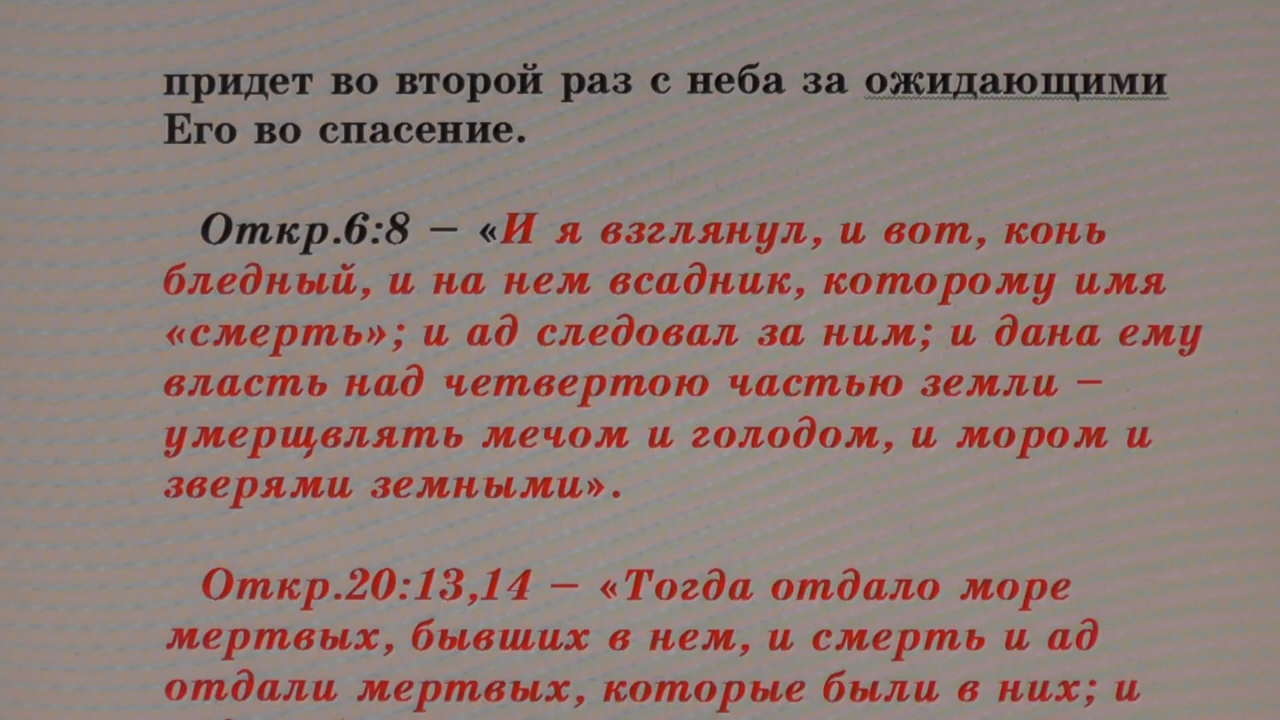 придет во второй раз с неба за ожидающими
Его во спасение.
Откр.6:8 – «И я взглянул, и вот, конь
бледный, и на нем всадник, которому имя
«смерть»; и ад следовал за ним; и дана ему
власть над четвертою частью земли –
умерщвлять мечом и голодом, и мором и
зверями земными».
Откр.20:13,14 – «Тогда отдало море
мертвых, бывших в нем, и смерть и ад
отдали мертвых, которые были в них; и